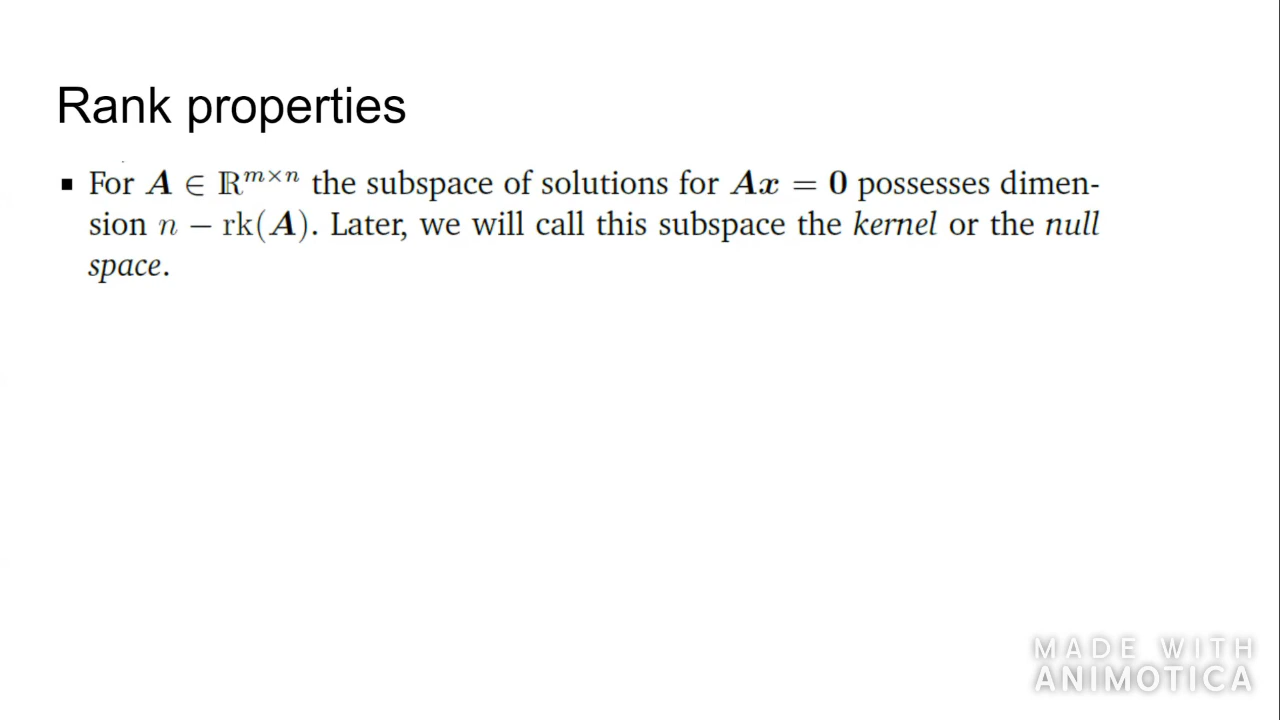 Rank properties
▪ For A ∈ ℝ^{m×n} the subspace of solutions for Ax = 0 possesses dimen-
sion n − rk(A). Later, we will call this subspace the kernel or the null
space.
MADE WITH
ANIMOTICA